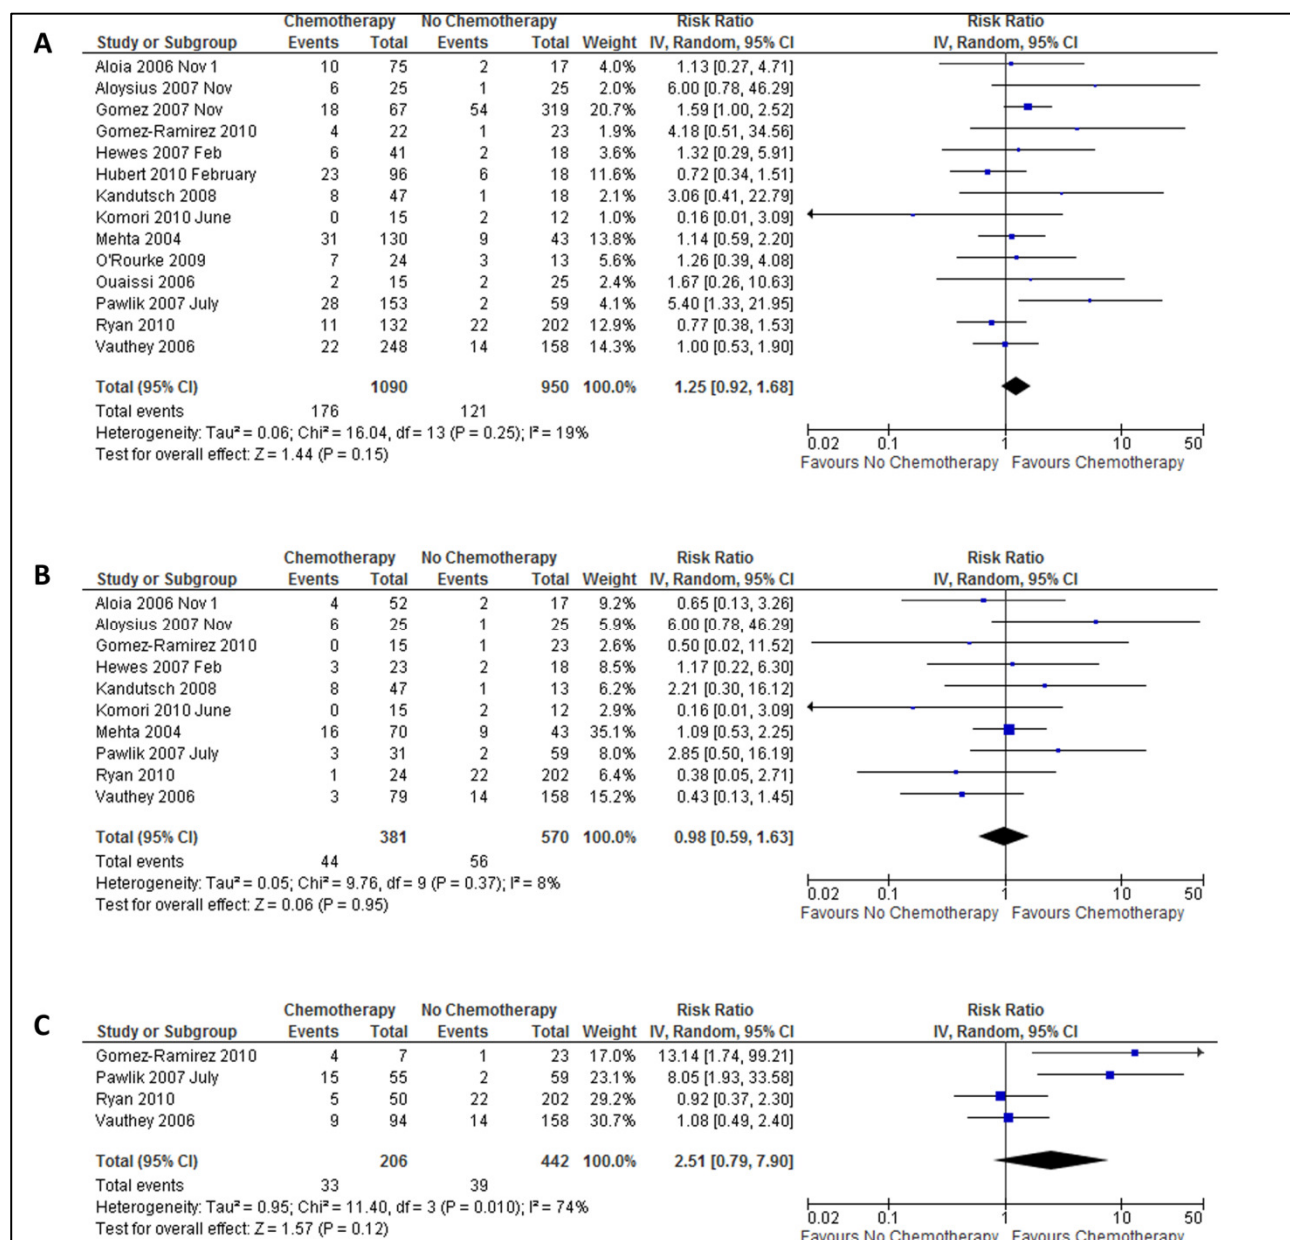 A
Chemotherapy No Chemotherapy Risk Ratio Risk Ratio
Study or Subgroup Events Total Events Total Weight IV, Random, 95% CI IV, Random, 95% CI
Aloia 2006 Nov 1 10 75 2 17 4.0% 1.13 [0.27, 4.71]
Aloysius 2007 Nov 6 25 1 25 2.0% 6.00 [0.78, 46.29]
Gomez 2007 Nov 18 67 54 319 20.7% 1.59 [1.00, 2.52]
Gomez-Ramirez 2010 4 22 1 23 1.9% 4.18 [0.51, 34.56]
Hewes 2007 Feb 6 41 2 18 3.6% 1.32 [0.29, 5.91]
Hubert 2010 February 23 96 6 18 11.6% 0.72 [0.34, 1.51]
Kandutsch 2008 8 47 1 18 2.1% 3.06 [0.41, 22.79]
Komori 2010 June 0 15 2 12 1.0% 0.16 [0.01, 3.09]
Mehta 2004 31 130 9 43 13.8% 1.14 [0.59, 2.20]
O'Rourke 2009 7 24 3 13 5.6% 1.26 [0.39, 4.08]
Ouaissi 2006 2 15 2 25 2.4% 1.67 [0.26, 10.63]
Pawlik 2007 July 28 153 2 59 4.1% 5.40 [1.33, 21.95]
Ryan 2010 11 132 22 202 12.9% 0.77 [0.38, 1.53]
Vauthey 2006 22 248 14 158 14.3% 1.00 [0.53, 1.90]
Total (95% CI) 1090 950 100.0% 1.25 [0.92, 1.68]
Total events 176 121
Heterogeneity: Tau² = 0.06; Chi² = 16.04, df = 13 (P = 0.25); I² = 19%
Test for overall effect: Z = 1.44 (P = 0.15)
0.02 0.1 1 10 50
Favours No Chemotherapy Favours Chemotherapy
B
Chemotherapy No Chemotherapy Risk Ratio Risk Ratio
Study or Subgroup Events Total Events Total Weight IV, Random, 95% CI IV, Random, 95% CI
Aloia 2006 Nov 1 4 52 2 17 9.2% 0.65 [0.13, 3.26]
Aloysius 2007 Nov 6 25 1 25 5.9% 6.00 [0.78, 46.29]
Gomez-Ramirez 2010 0 15 1 23 2.6% 0.50 [0.02, 11.52]
Hewes 2007 Feb 3 23 2 18 8.5% 1.17 [0.22, 6.30]
Kandutsch 2008 8 47 1 13 6.2% 2.21 [0.30, 16.12]
Komori 2010 June 0 15 2 12 2.9% 0.16 [0.01, 3.09]
Mehta 2004 16 70 9 43 35.1% 1.09 [0.53, 2.25]
Pawlik 2007 July 3 31 2 59 8.0% 2.85 [0.50, 16.19]
Ryan 2010 1 24 22 202 6.4% 0.38 [0.05, 2.71]
Vauthey 2006 3 79 14 158 15.2% 0.43 [0.13, 1.45]
Total (95% CI) 381 570 100.0% 0.98 [0.59, 1.63]
Total events 44 56
Heterogeneity: Tau² = 0.05; Chi² = 9.76, df = 9 (P = 0.37); I² = 8%
Test for overall effect: Z = 0.06 (P = 0.95)
0.02 0.1 1 10 50
Favours No Chemotherapy Favours Chemotherapy
C
Chemotherapy No Chemotherapy Risk Ratio Risk Ratio
Study or Subgroup Events Total Events Total Weight IV, Random, 95% CI IV, Random, 95% CI
Gomez-Ramirez 2010 4 7 1 23 17.0% 13.14 [1.74, 99.21]
Pawlik 2007 July 15 55 2 59 23.1% 8.05 [1.93, 33.58]
Ryan 2010 5 50 22 202 29.2% 0.92 [0.37, 2.30]
Vauthey 2006 9 94 14 158 30.7% 1.08 [0.49, 2.40]
Total (95% CI) 206 442 100.0% 2.51 [0.79, 7.90]
Total events 33 39
Heterogeneity: Tau² = 0.95; Chi² = 11.40, df = 3 (P = 0.010); I² = 74%
Test for overall effect: Z = 1.57 (P = 0.12)
0.02 0.1 1 10 50
Favours No Chemotherapy Favours Chemotherapy